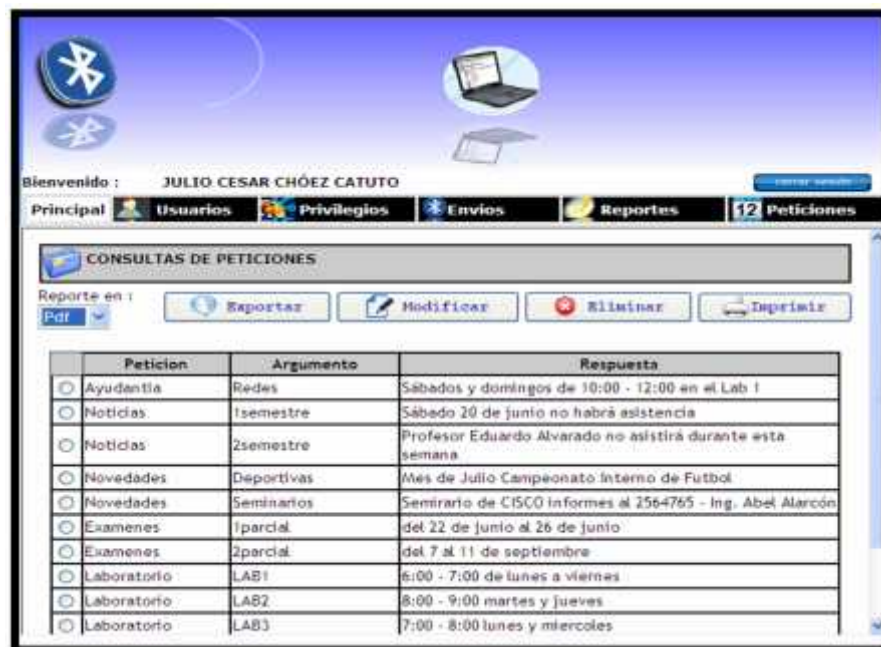 Bienvenido : JULIO CESAR CHÓEZ CATUTO
cerrar sesión
Principal Usuarios Privilegios Envios Reportes 12 Peticiones
CONSULTAS DE PETICIONES
Reporte en :
Pdf Exportar Modificar Eliminar Imprimir
Peticion Argumento Respuesta
Ayudantia Redes Sábados y domingos de 10:00 - 12:00 en el Lab 1
Noticias 1semestre Sábado 20 de junio no habrá asistencia
Noticias 2semestre Profesor Eduardo Alvarado no asistirá durante esta
semana
Novedades Deportivas Mes de Julio Campeonato Interno de Futbol
Novedades Seminarios Semirario de CISCO informes al 2564765 - Ing. Abel Alarcón
Examenes 1parcial del 22 de junio al 26 de junio
Examenes 2parcial del 7 al 11 de septiembre
Laboratorio LAB1 6:00 - 7:00 de lunes a viernes
Laboratorio LAB2 8:00 - 9:00 martes y jueves
Laboratorio LAB3 7:00 - 8:00 lunes y miercoles